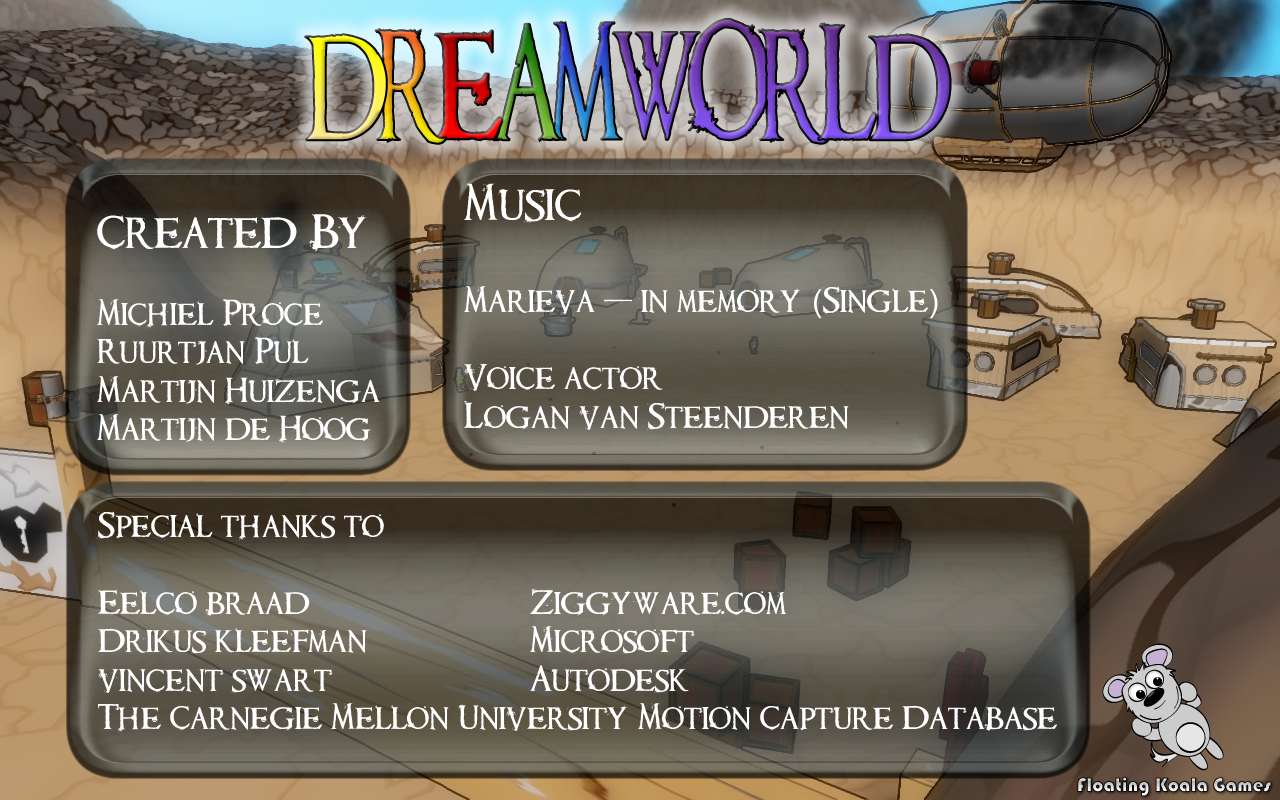 DREAMWORLD
Created By
Michiel Proce
Ruurtjan Pul
Martijn Huizenga
Martijn de Hoog
Music
Marieva — in memory (Single)
Voice actor
Logan van Steenderen
Special thanks to
Eelco braad
Drikus kleefman
vincent swart
The Carnegie Mellon University Motion Capture Database
Ziggyware.com
Microsoft
Autodesk
Floating Koala Games